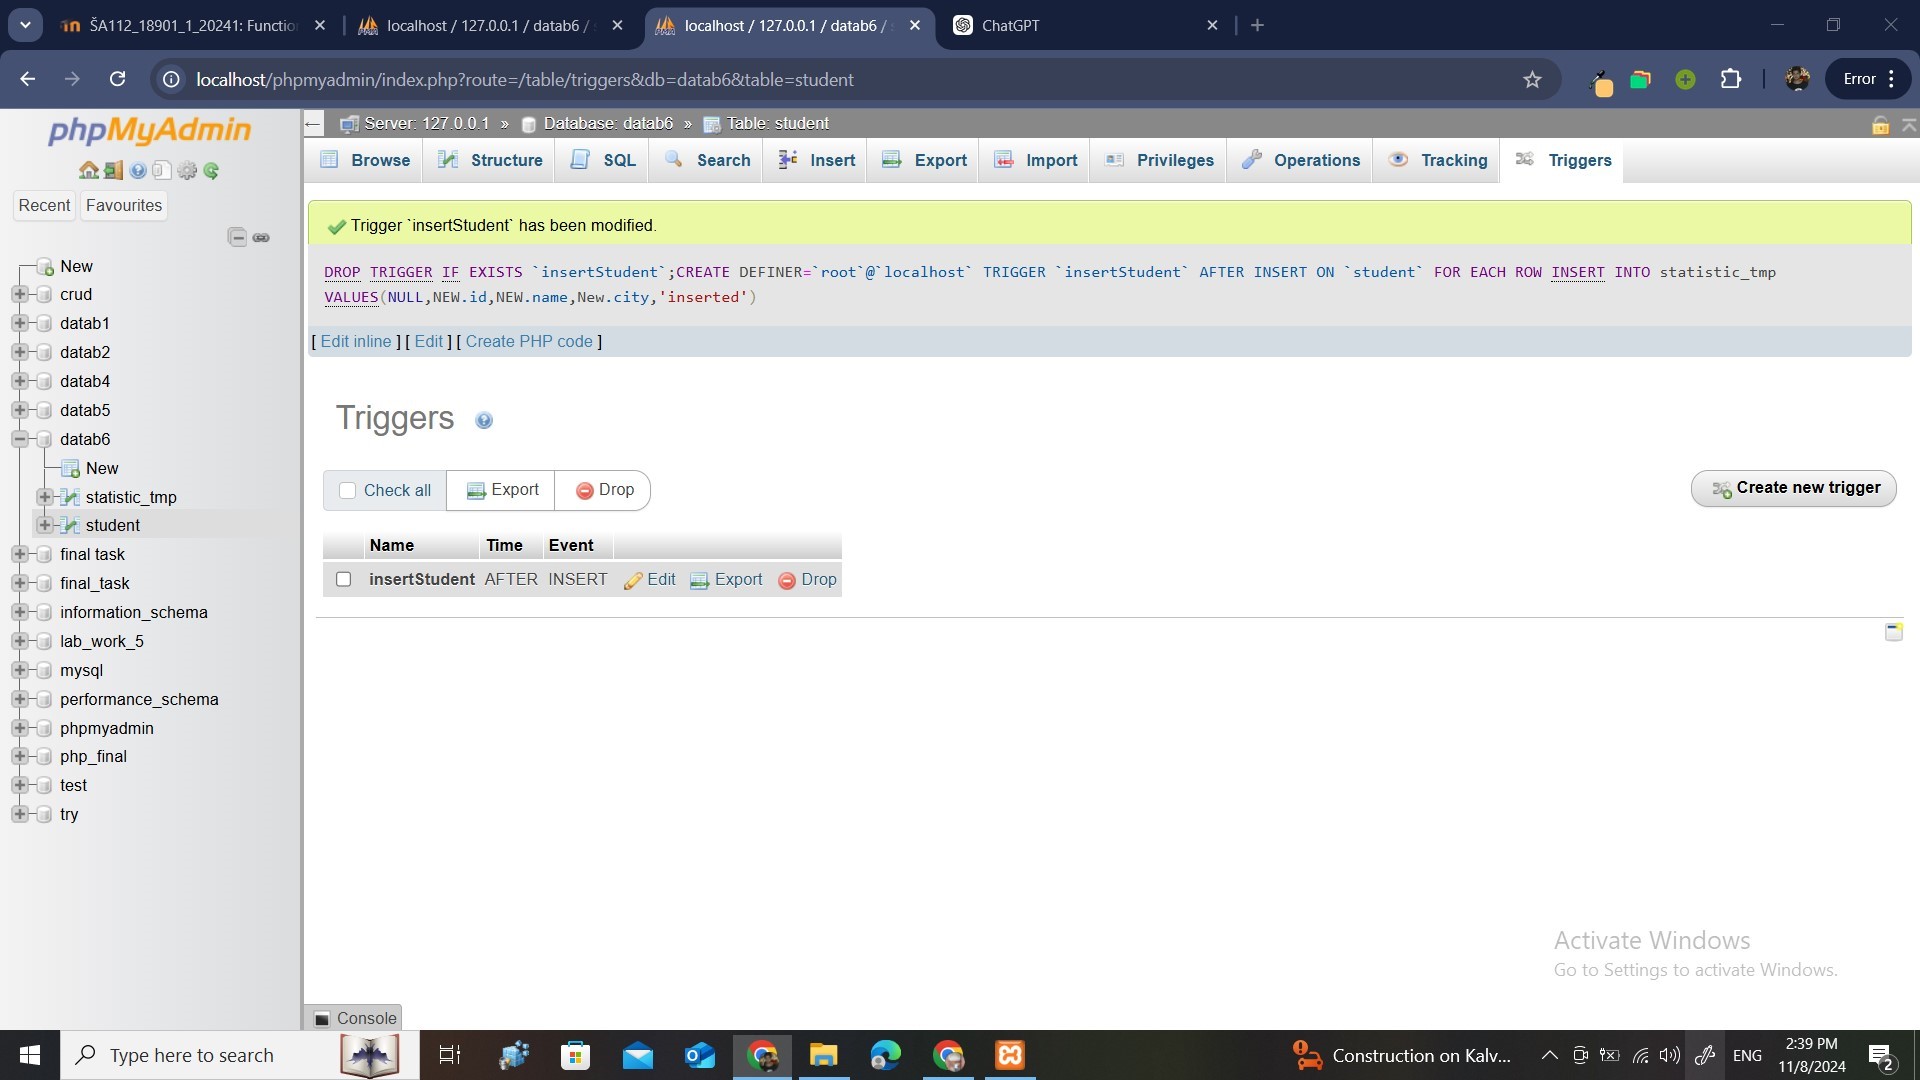 ŠA112_18901_1_20241: Functio
localhost / 127.0.0.1 / datab6 /
localhost / 127.0.0.1 / datab6 /
ChatGPT
localhost/phpmyadmin/index.php?route=/table/triggers&db=datab6&table=student
Error
phpMyAdmin
Recent
Favourites
New
crud
datab1
datab2
datab4
datab5
datab6
New
statistic_tmp
student
final task
final_task
information_schema
lab_work_5
mysql
performance_schema
phpmyadmin
php_final
test
try
Server: 127.0.0.1 » Database: datab6 » Table: student
Browse
Structure
SQL
Search
Insert
Export
Import
Privileges
Operations
Tracking
Triggers
Trigger `insertStudent` has been modified.
DROP TRIGGER IF EXISTS `insertStudent`;CREATE DEFINER=`root`@`localhost` TRIGGER `insertStudent` AFTER INSERT ON `student` FOR EACH ROW INSERT INTO statistic_tmp
VALUES(NULL,NEW.id,NEW.name,New.city,'inserted')
[ Edit inline ] [ Edit ] [ Create PHP code ]
Triggers
Check all
Export
Drop
Create new trigger
Name Time Event
insertStudent AFTER INSERT Edit Export Drop
Activate Windows
Go to Settings to activate Windows.
Console
Type here to search
Construction on Kalv...
ENG
2:39 PM
11/8/2024
2